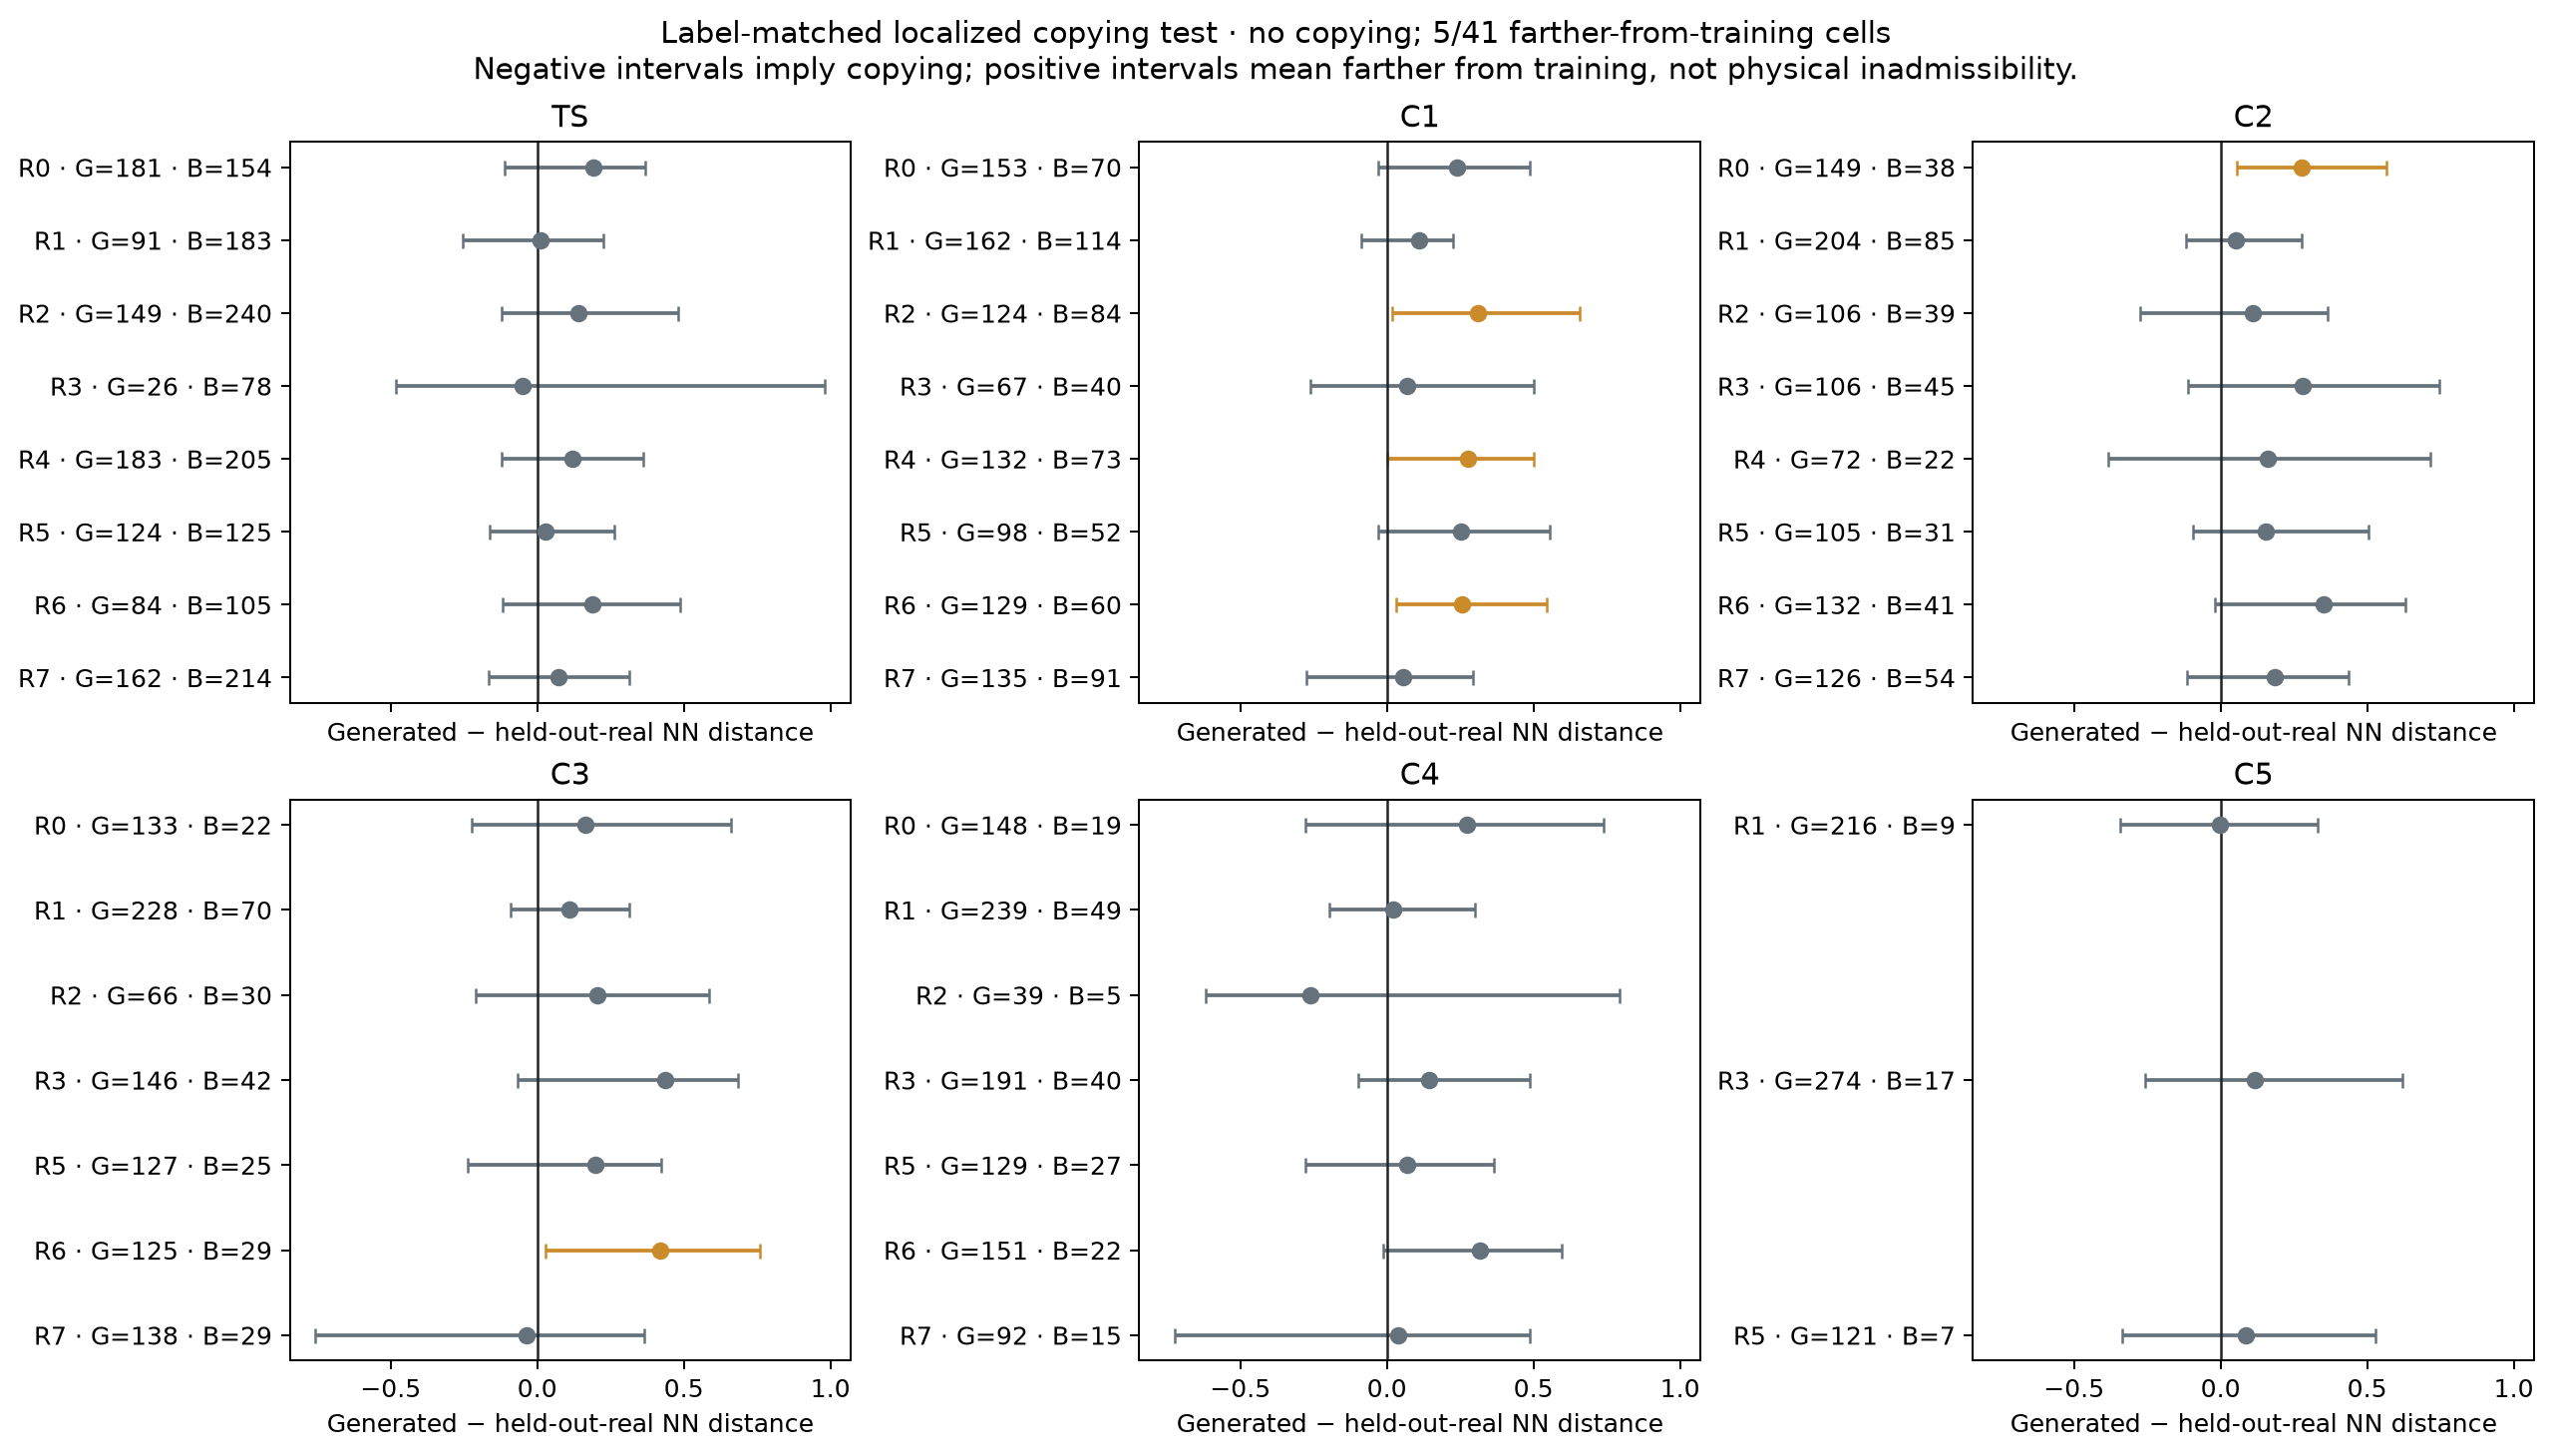 Label-matched localized copying test · no copying; 5/41 farther-from-training cells
Negative intervals imply copying; positive intervals mean farther from training, not physical inadmissibility.
TS
R0 · G=181 · B=154
R1 · G=91 · B=183
R2 · G=149 · B=240
R3 · G=26 · B=78
R4 · G=183 · B=205
R5 · G=124 · B=125
R6 · G=84 · B=105
R7 · G=162 · B=214
Generated − held-out-real NN distance
C1
R0 · G=153 · B=70
R1 · G=162 · B=114
R2 · G=124 · B=84
R3 · G=67 · B=40
R4 · G=132 · B=73
R5 · G=98 · B=52
R6 · G=129 · B=60
R7 · G=135 · B=91
Generated − held-out-real NN distance
C2
R0 · G=149 · B=38
R1 · G=204 · B=85
R2 · G=106 · B=39
R3 · G=106 · B=45
R4 · G=72 · B=22
R5 · G=105 · B=31
R6 · G=132 · B=41
R7 · G=126 · B=54
Generated − held-out-real NN distance
C3
R0 · G=133 · B=22
R1 · G=228 · B=70
R2 · G=66 · B=30
R3 · G=146 · B=42
R5 · G=127 · B=25
R6 · G=125 · B=29
R7 · G=138 · B=29
−0.5 0.0 0.5 1.0
Generated − held-out-real NN distance
C4
R0 · G=148 · B=19
R1 · G=239 · B=49
R2 · G=39 · B=5
R3 · G=191 · B=40
R5 · G=129 · B=27
R6 · G=151 · B=22
R7 · G=92 · B=15
−0.5 0.0 0.5 1.0
Generated − held-out-real NN distance
C5
R1 · G=216 · B=9
R3 · G=274 · B=17
R5 · G=121 · B=7
−0.5 0.0 0.5 1.0
Generated − held-out-real NN distance